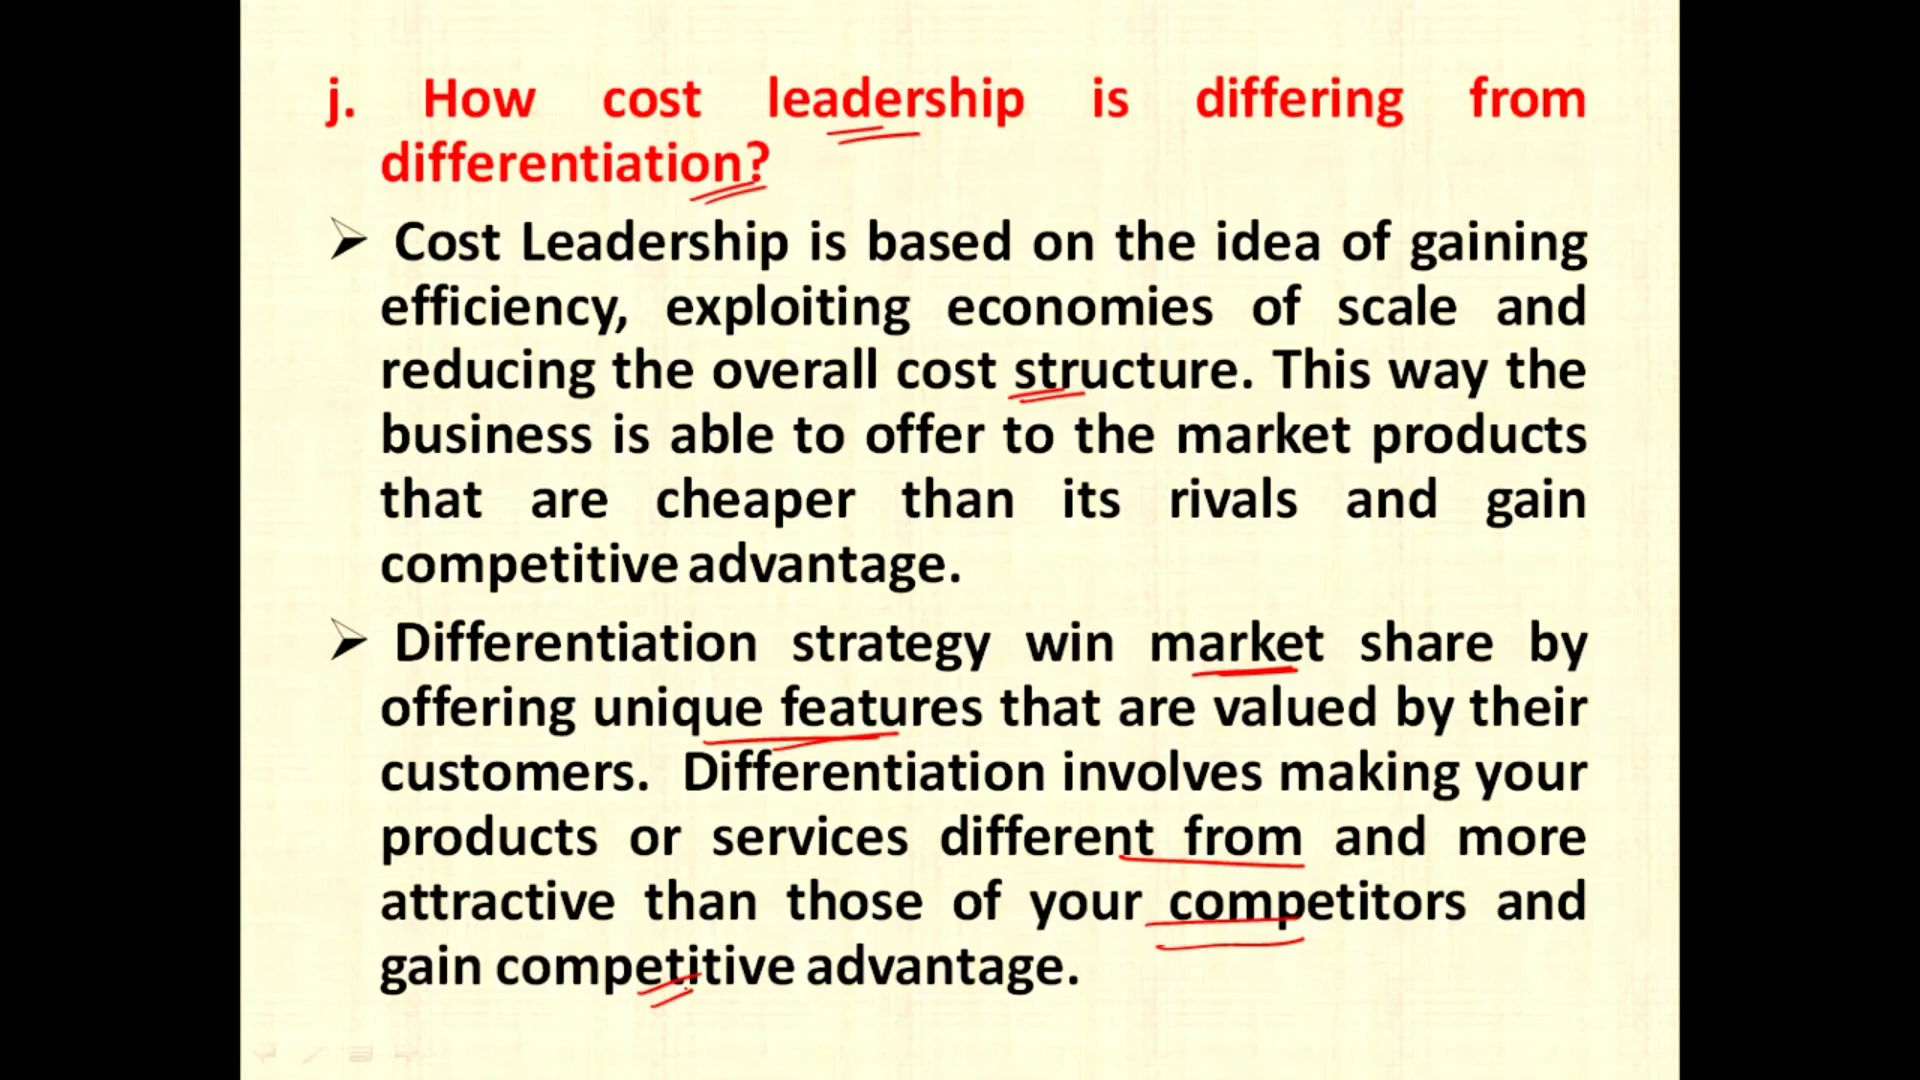 j. How cost leadership is differing from
differentiation?
➢ Cost Leadership is based on the idea of gaining
efficiency, exploiting economies of scale and
reducing the overall cost structure. This way the
business is able to offer to the market products
that are cheaper than its rivals and gain
competitive advantage.
➢ Differentiation strategy win market share by
offering unique features that are valued by their
customers. Differentiation involves making your
products or services different from and more
attractive than those of your competitors and
gain competitive advantage.